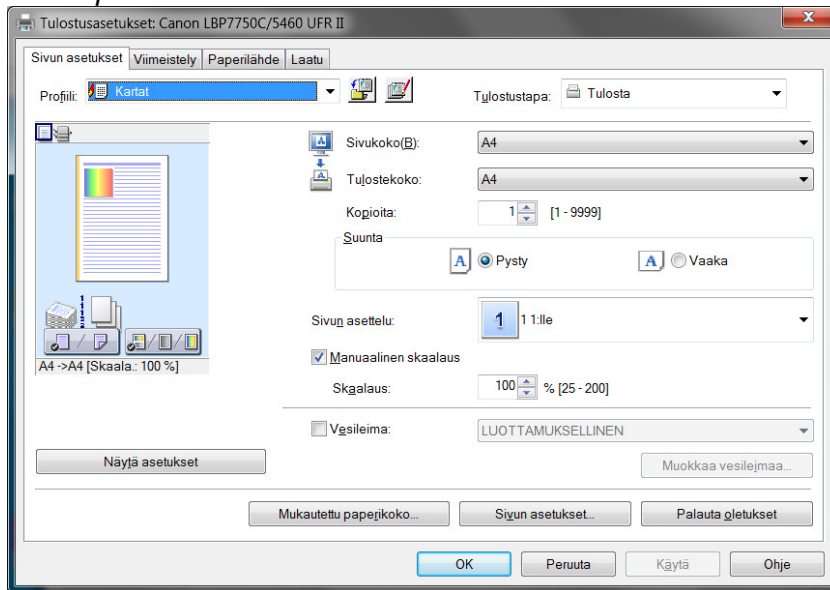 Tulostusasetukset: Canon LBP7750C/5460 UFR II
Sivun asetukset Viimeistely Paperilähde Laatu
Profiili: Kartat Tulostustapa: Tulosta
Sivukoko(B): A4
Tulostekoko: A4
Kopioita: 1 [1 - 9999]
Suunta
A Pysty A Vaaka
Sivun asettelu: 1 1 1:lle
Manuaalinen skaalaus
A4 ->A4 [Skaala.: 100 %]
Skaalaus: 100 % [25 - 200]
Vesileima: LUOTTAMUKSELLINEN
Näytä asetukset Muokkaa vesileimaa...
Mukautettu paperikoko... Sivun asetukset... Palauta oletukset
OK Peruuta Käytä Ohje